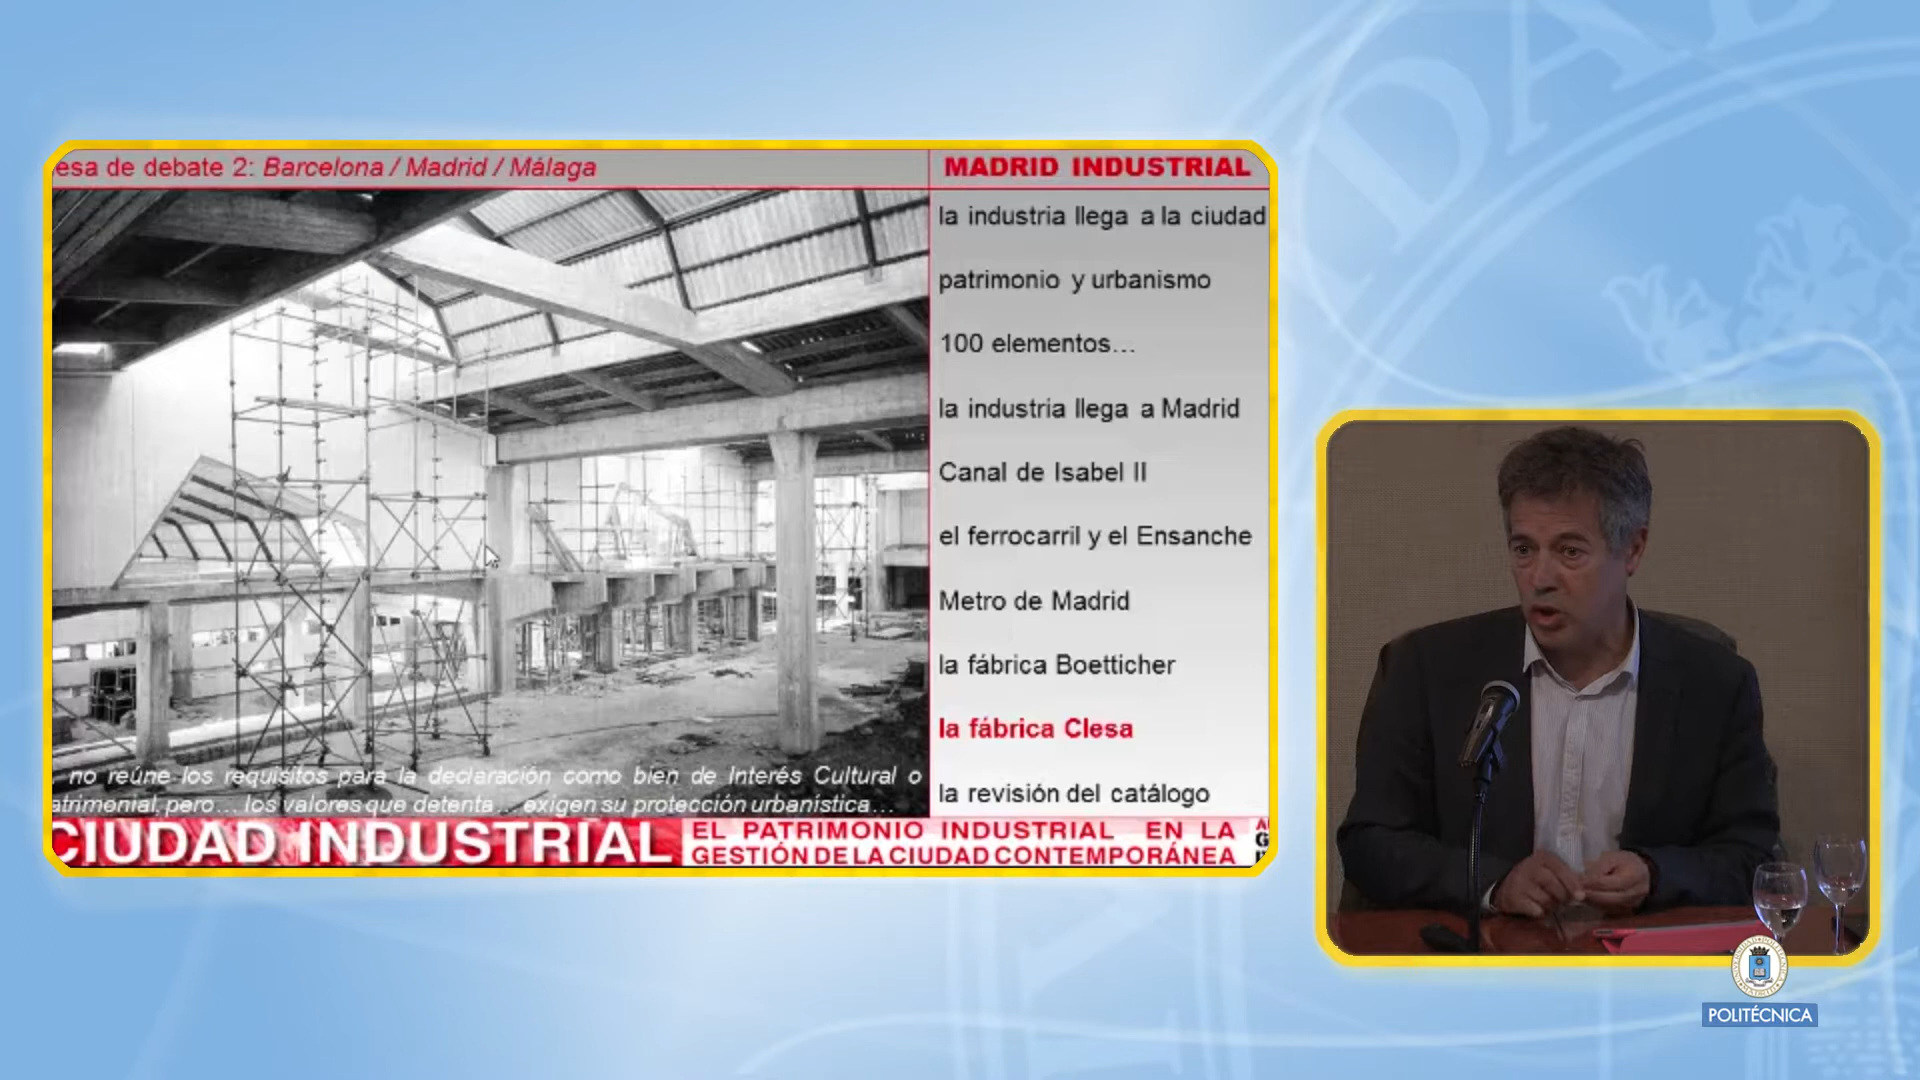 esa de debate 2: Barcelona / Madrid / Málaga
MADRID INDUSTRIAL
la industria llega a la ciudad
patrimonio y urbanismo
100 elementos...
la industria llega a Madrid
Canal de Isabel II
el ferrocarril y el Ensanche
Metro de Madrid
la fábrica Boetticher
la fábrica Clesa
la revisión del catálogo
no reúne los requisitos para la declaración como bien de Interés Cultural o
atrimonial, pero... los valores que detenta... exigen su protección urbanística...
CIUDAD INDUSTRIAL
EL PATRIMONIO INDUSTRIAL EN LA
GESTIÓN DE LA CIUDAD CONTEMPORÁNEA
POLITÉCNICA